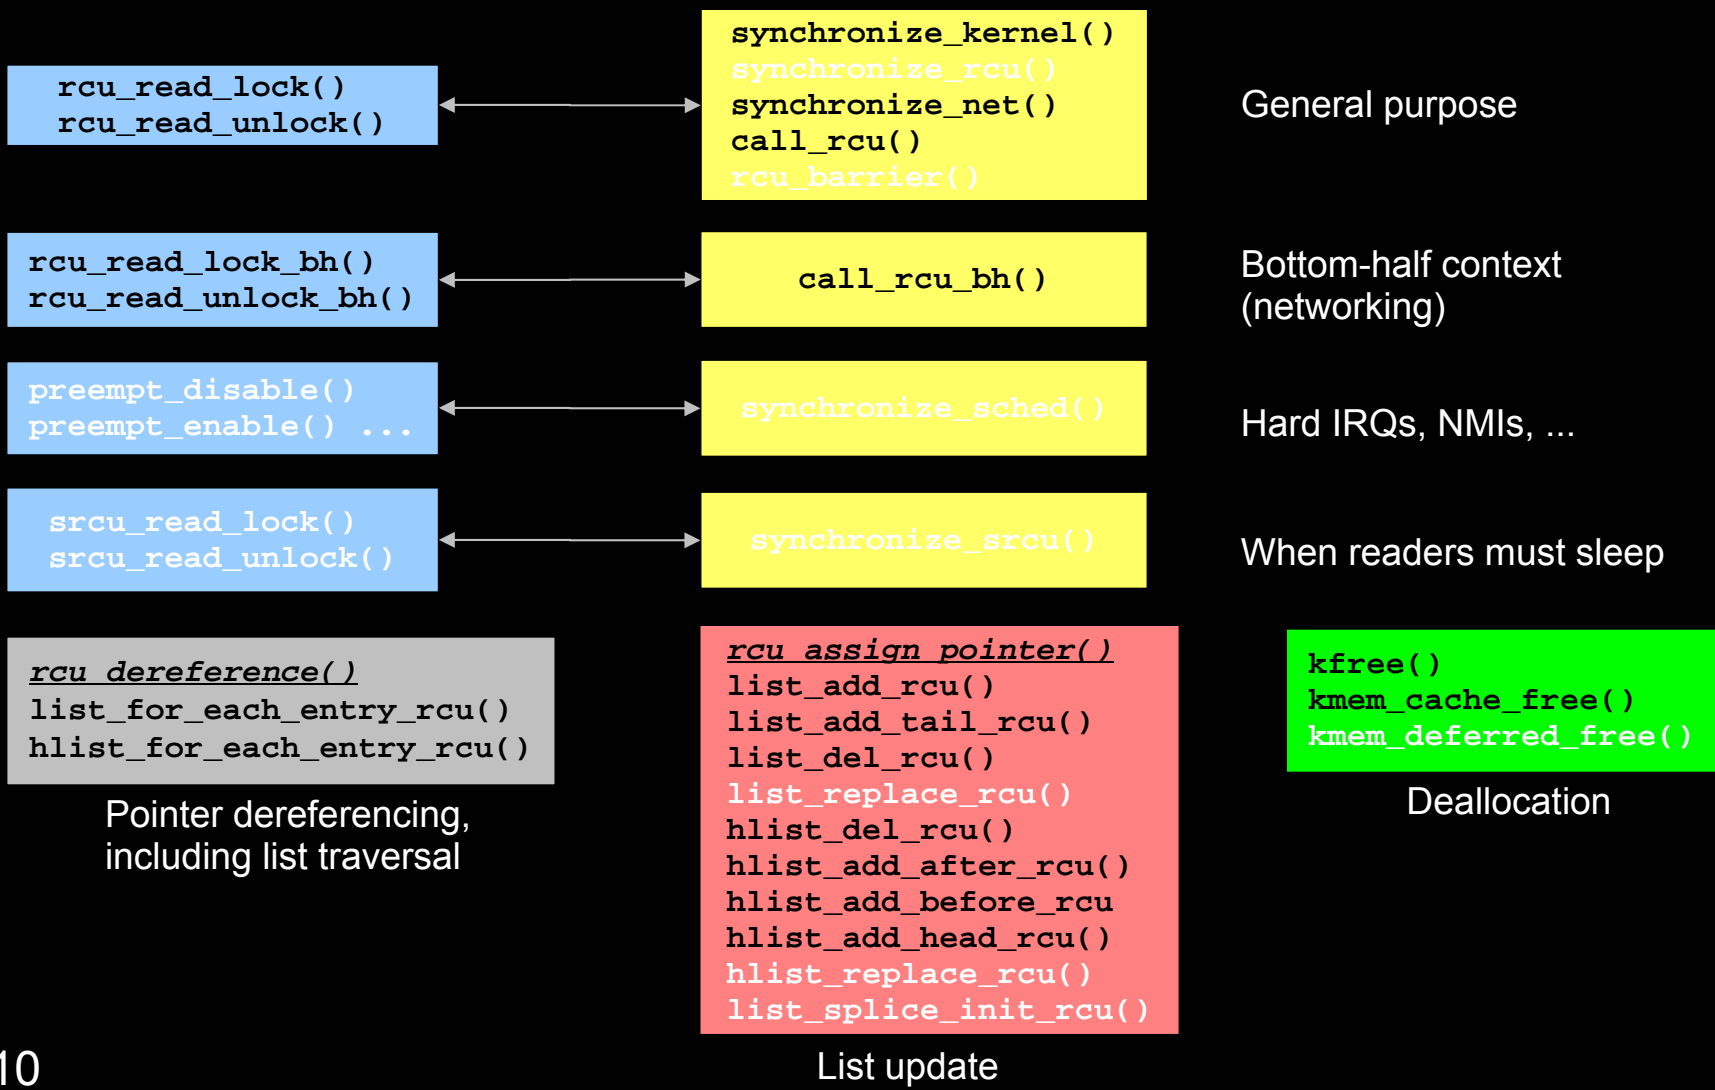 rcu_read_lock()
rcu_read_unlock()
synchronize_kernel()
synchronize_rcu()
synchronize_net()
call_rcu()
rcu_barrier()
General purpose
rcu_read_lock_bh()
rcu_read_unlock_bh()
call_rcu_bh()
Bottom-half context
(networking)
preempt_disable()
preempt_enable() ...
synchronize_sched()
Hard IRQs, NMIs, ...
srcu_read_lock()
srcu_read_unlock()
synchronize_srcu()
When readers must sleep
rcu_dereference()
list_for_each_entry_rcu()
hlist_for_each_entry_rcu()
Pointer dereferencing,
including list traversal
rcu_assign_pointer()
list_add_rcu()
list_add_tail_rcu()
list_del_rcu()
list_replace_rcu()
hlist_del_rcu()
hlist_add_after_rcu()
hlist_add_before_rcu
hlist_add_head_rcu()
hlist_replace_rcu()
list_splice_init_rcu()
List update
kfree()
kmem_cache_free()
kmem_deferred_free()
Deallocation
10